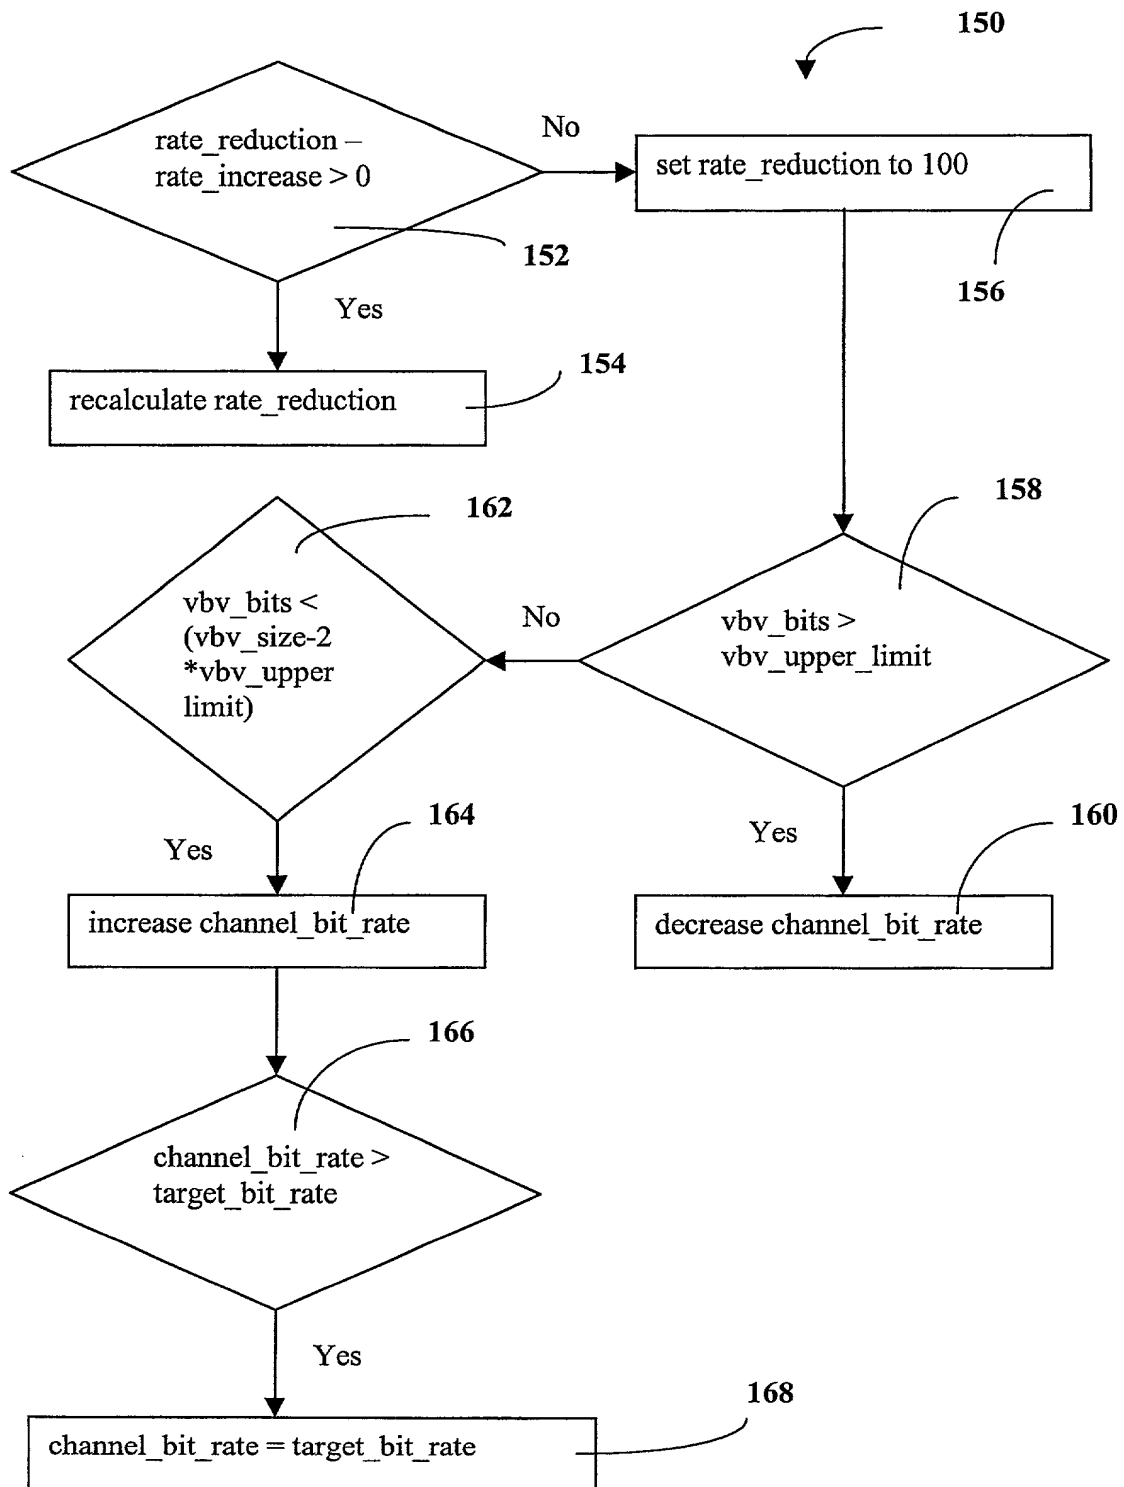 150
rate_reduction –
rate_increase > 0
No
set rate_reduction to 100
152
156
Yes
154
recalculate rate_reduction
162
158
vbv_bits <
(vbv_size-2
*vbv_upper
limit)
No
vbv_bits >
vbv_upper_limit
164
Yes
160
Yes
increase channel_bit_rate
decrease channel_bit_rate
166
channel_bit_rate >
target_bit_rate
Yes
168
channel_bit_rate = target_bit_rate